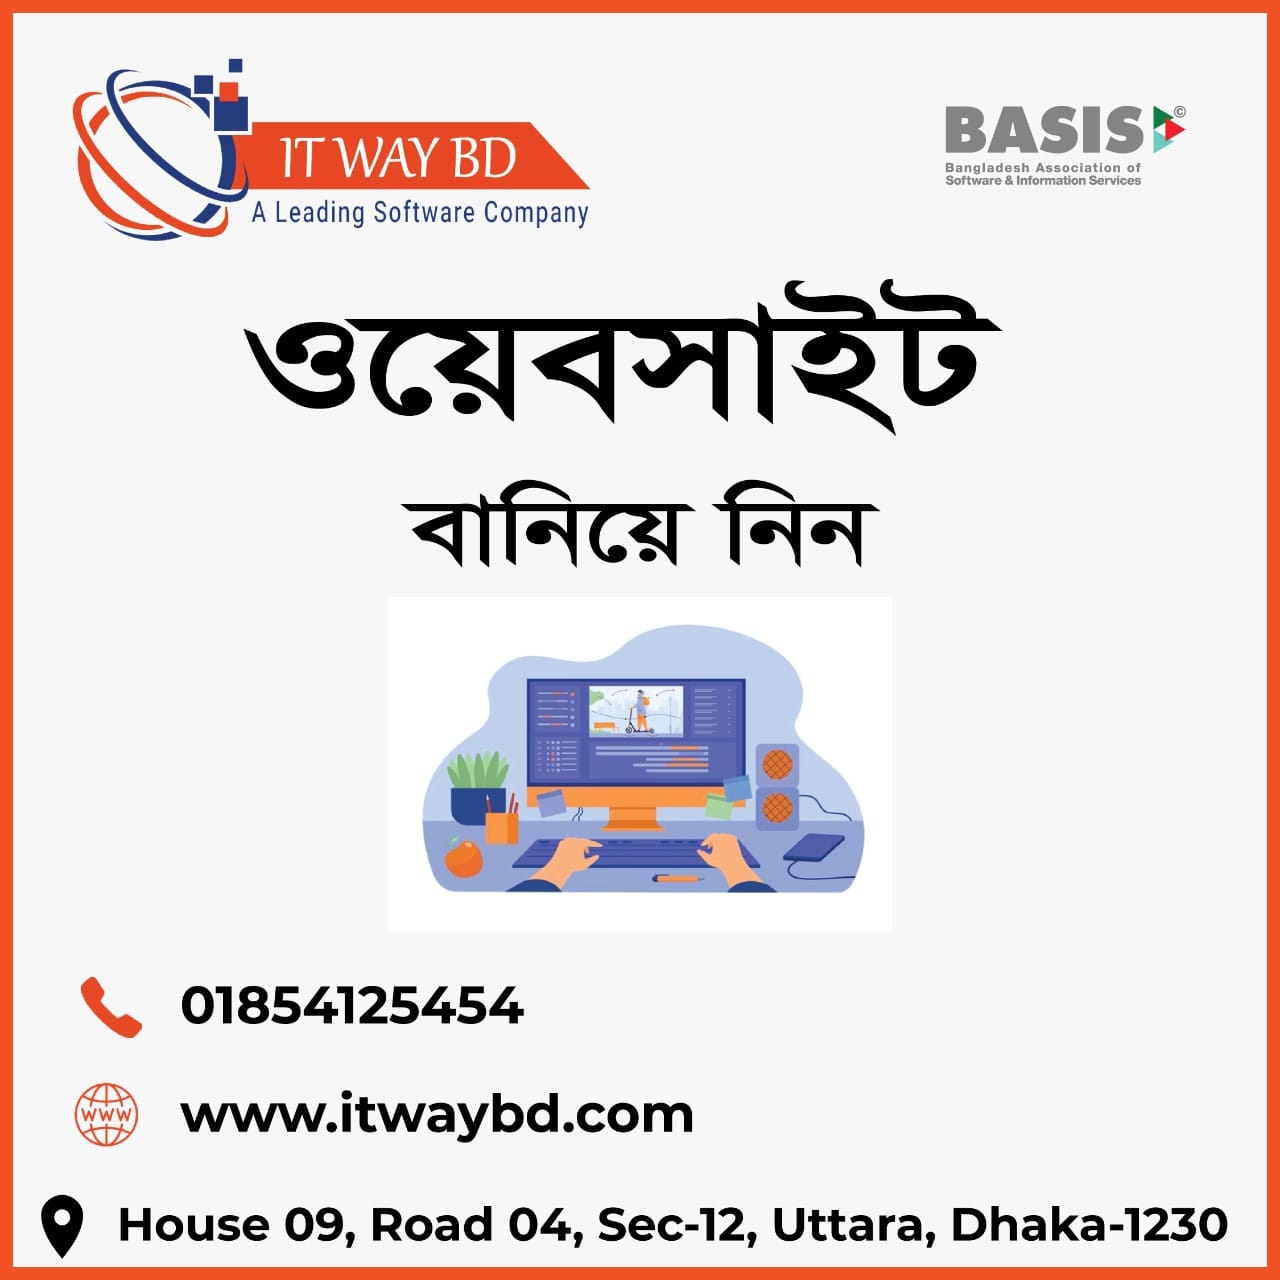 IT WAY BD
A Leading Software Company
BASIS©
Bangladesh Association of
Software & Information Services
ওয়েবসাইট
বানিয়ে নিন
01854125454
www
www.itwaybd.com
House 09, Road 04, Sec-12, Uttara, Dhaka-1230